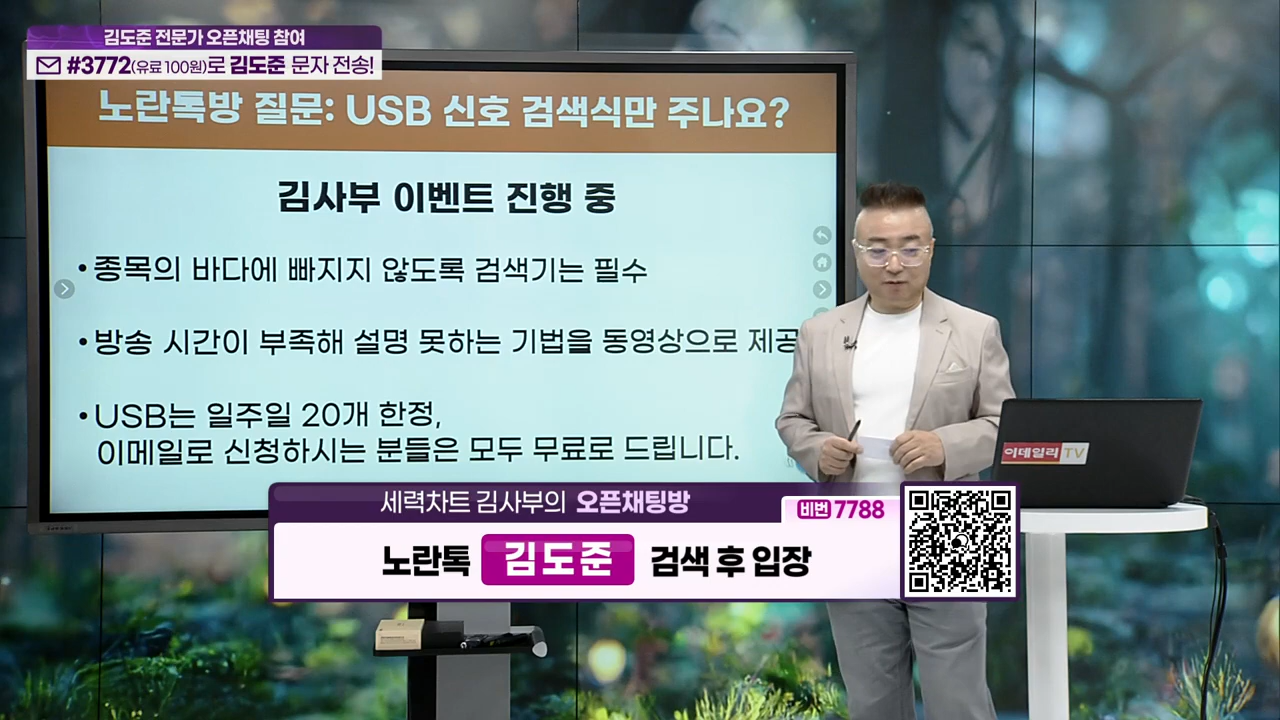 김도준 전문가 오픈채팅 참여
#3772(유료 100원)로 김도준 문자 전송!
노란톡방 질문: USB 신호 검색식만 주나요?
김사부 이벤트 진행 중
•종목의 바다에 빠지지 않도록 검색기는 필수
•방송 시간이 부족해 설명 못하는 기법을 동영상으로 제공
•USB는 일주일 20개 한정,
이메일로 신청하시는 분들은 모두 무료로 드립니다.
이데일리TV
세력차트 김사부의 오픈채팅방
비번 7788
노란톡 김도준 검색 후 입장